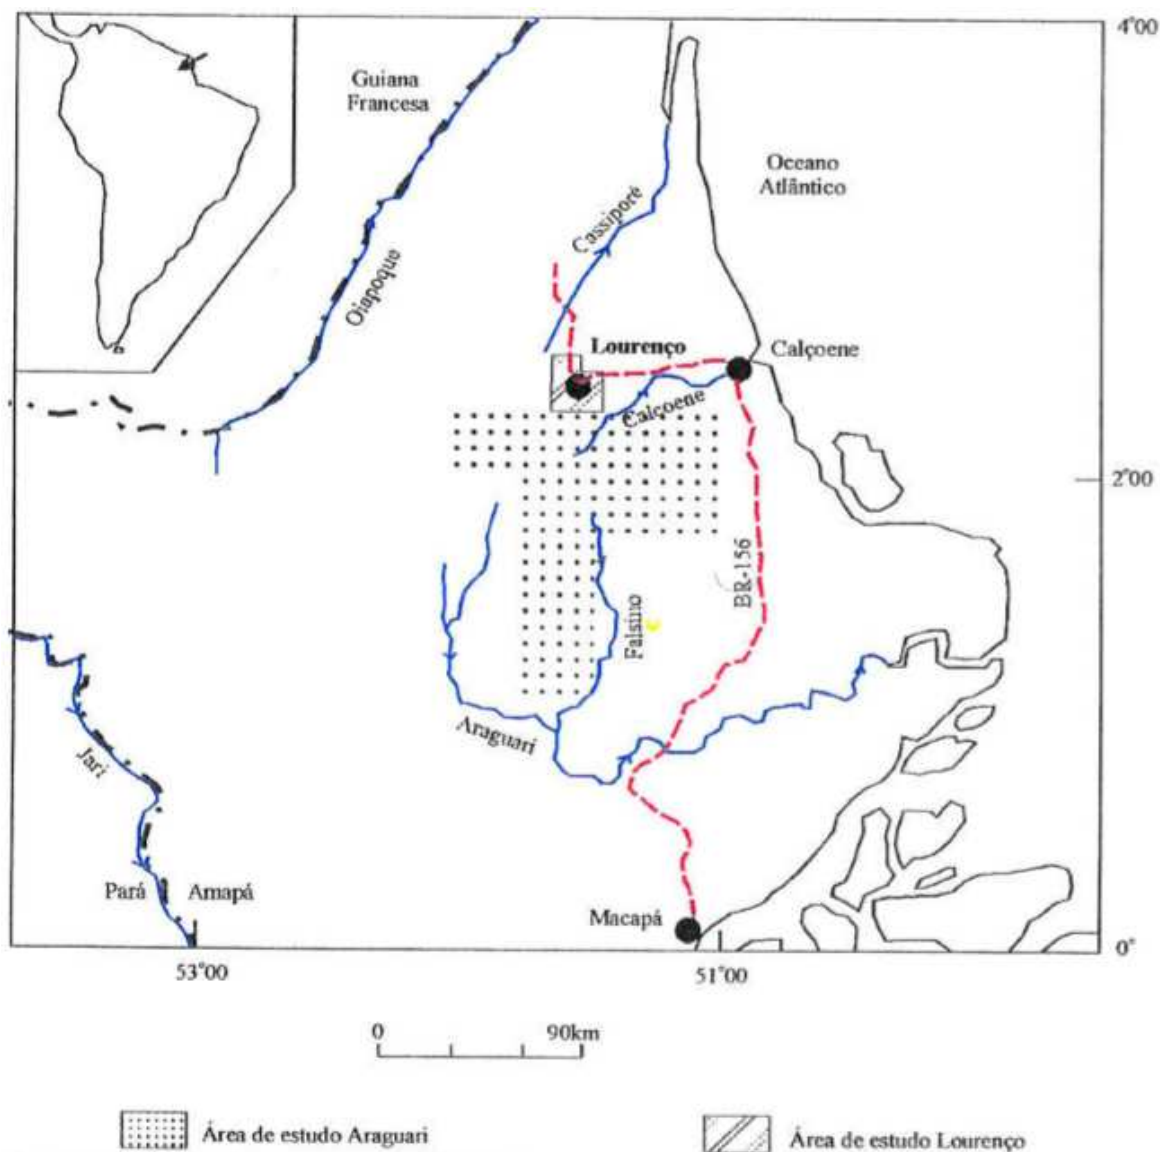 4°00
Guiana
Francesa
Oceano
Atlântico
Cassiporé
Oiapoque
Lourenço
Calçoene
Calcoene
2°00
BR-156
Falsino
Araguari
Jari
Pará
Amapá
Macapá
0°
53°00
51°00
0
90km
Área de estudo Araguari
Área de estudo Lourenço